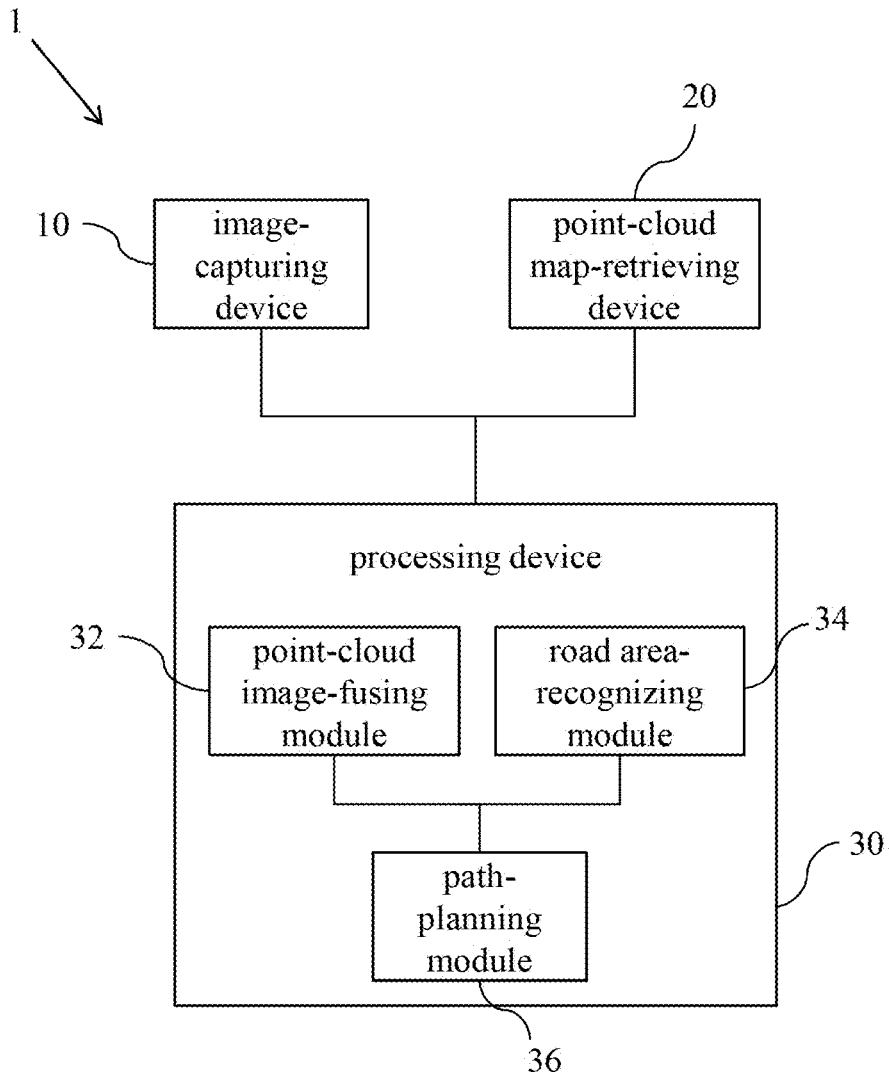 1
20
10
image-
capturing
device
point-cloud
map-retrieving
device
processing device
32
point-cloud
image-fusing
module
road area-
recognizing
module
34
path-
planning
module
30
36